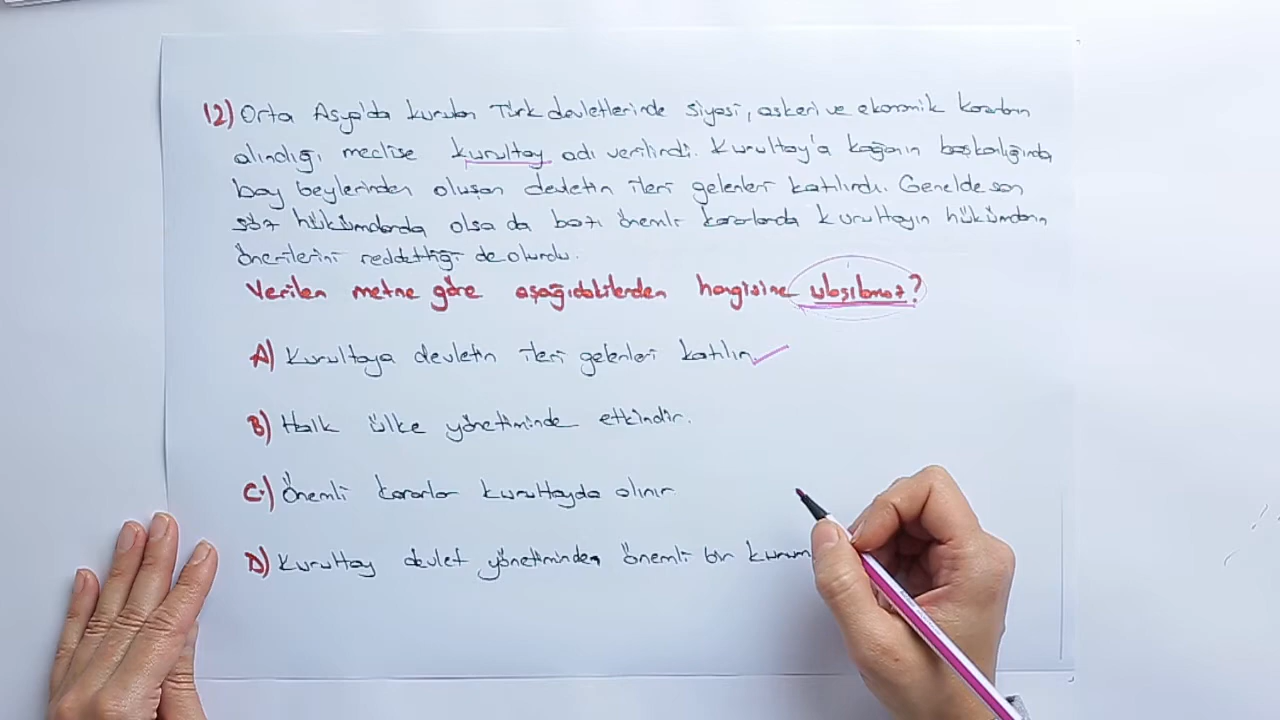 12) Orta Asya'da kurulan Türk devletlerinde siyasi, askeri ve ekonomik kararların
alındığı meclise kurultay adı verilirdi. Kurultay'a kağanın başkanlığında
boy beylerinden oluşan devletin ileri gelenleri katılırdı. Genelde son
söz hükümdarda olsa da bazı önemli kararlarda kurultayın hükümdarın
önerilerini reddettiği de olurdu.
Verilen metne göre aşağıdakilerden hangisine ulaşılamaz?
A) Kurultaya devletin ileri gelenleri katılır.
B) Halk ülke yönetiminde etkindir.
C) Önemli kararlar kurultayda alınır
D) Kurultay devlet yönetiminden önemli bir kurum